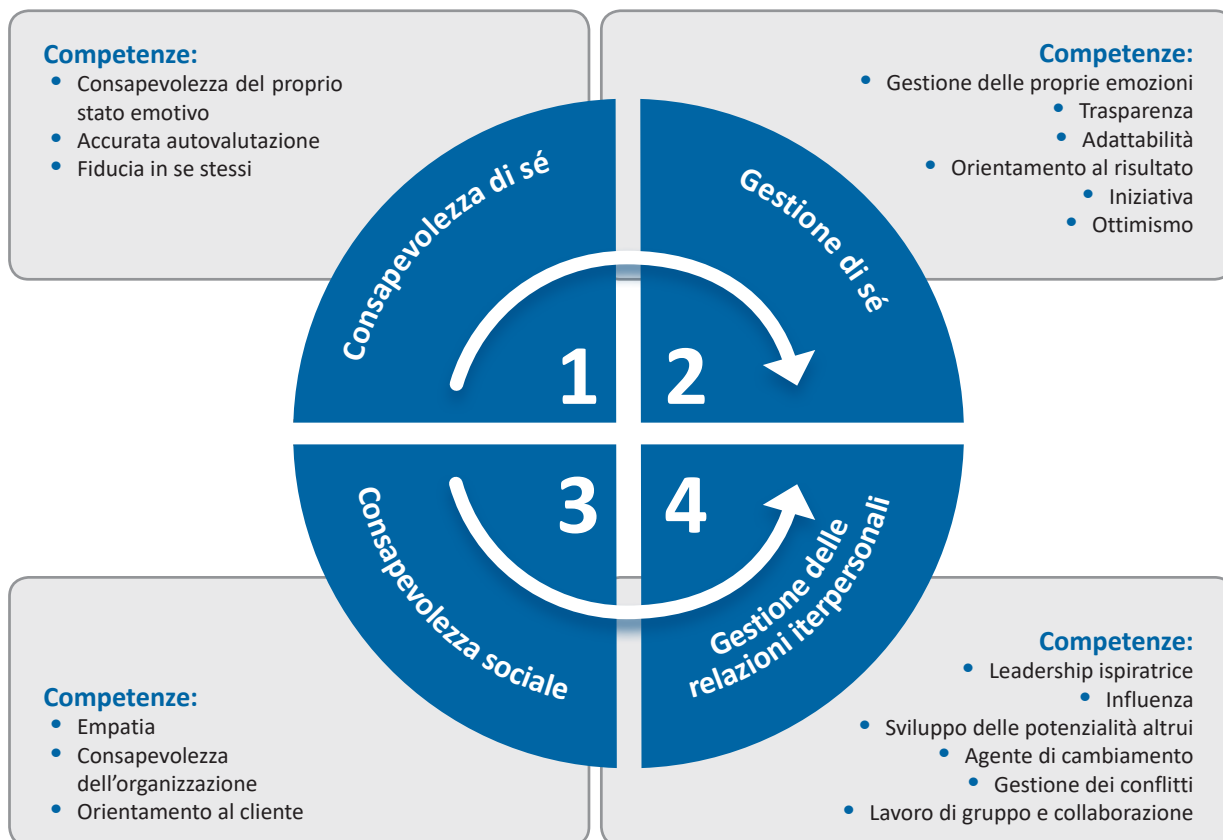 Competenze:
• Consapevolezza del proprio
stato emotivo
• Accurata autovalutazione
• Fiducia in se stessi
Competenze:
• Gestione delle proprie emozioni
• Trasparenza
• Adattabilità
• Orientamento al risultato
• Iniziativa
• Ottimismo
Consapevolezza di sé
Gestione di sé
1
2
3
4
Consapevolezza sociale
Gestione delle
relazioni iterpersonali
Competenze:
• Empatia
• Consapevolezza
dell’organizzazione
• Orientamento al cliente
Competenze:
• Leadership ispiratrice
• Influenza
• Sviluppo delle potenzialità altrui
• Agente di cambiamento
• Gestione dei conflitti
• Lavoro di gruppo e collaborazione